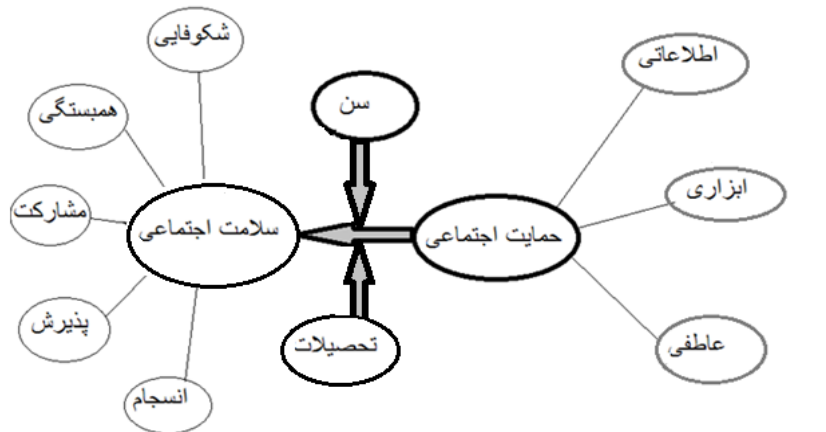 شکوفایی
اطلاعاتی
همبستگی
سن
ابزاری
مشارکت
سلامت اجتماعی
حمایت اجتماعی
پذیرش
تحصیلات
عاطفی
انسجام